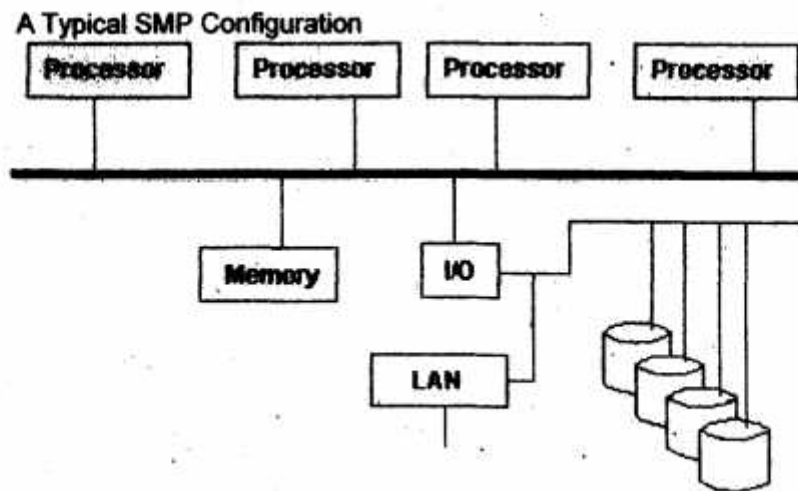 A Typical SMP Configuration
Processor Processor Processor Processor
Memory
I/O
LAN